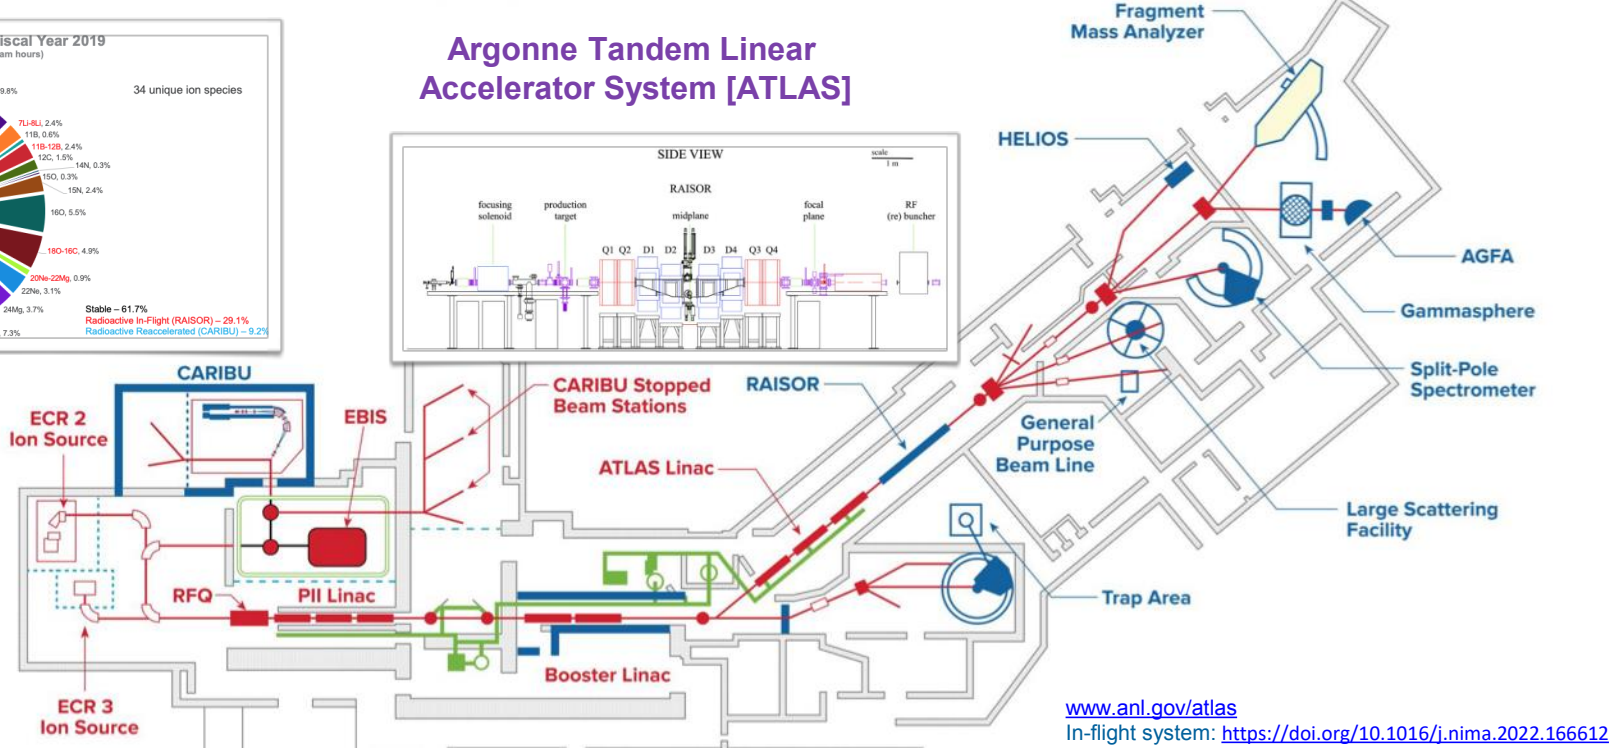 iscal Year 2019
am hours)
9.8%
34 unique ion species
7Li-8Li, 2.4%
11B, 0.6%
11B-12B, 2.4%
12C, 1.5%
14N, 0.3%
15O, 0.3%
15N, 2.4%
16O, 5.5%
18O-16C, 4.9%
20Ne-22Mg, 0.9%
22Ne, 3.1%
24Mg, 3.7%
7.3%
Stable – 61.7%
Radioactive In-Flight (RAISOR) – 29.1%
Radioactive Reaccelerated (CARIBU) – 9.2%
Argonne Tandem Linear
Accelerator System [ATLAS]
SIDE VIEW
scale
1 m
RAISOR
focusing
solenoid
production
target
midplane
focal
plane
RF
(re) buncher
Q1 Q2 D1 D2 D3 D4 Q3 Q4
Fragment
Mass Analyzer
HELIOS
AGFA
Gammasphere
Split-Pole
Spectrometer
Large Scattering
Facility
General
Purpose
Beam Line
Trap Area
RAISOR
CARIBU Stopped
Beam Stations
ATLAS Linac
CARIBU
EBIS
ECR 2
Ion Source
RFQ
PII Linac
Booster Linac
ECR 3
Ion Source
www.anl.gov/atlas
In-flight system: https://doi.org/10.1016/j.nima.2022.166612